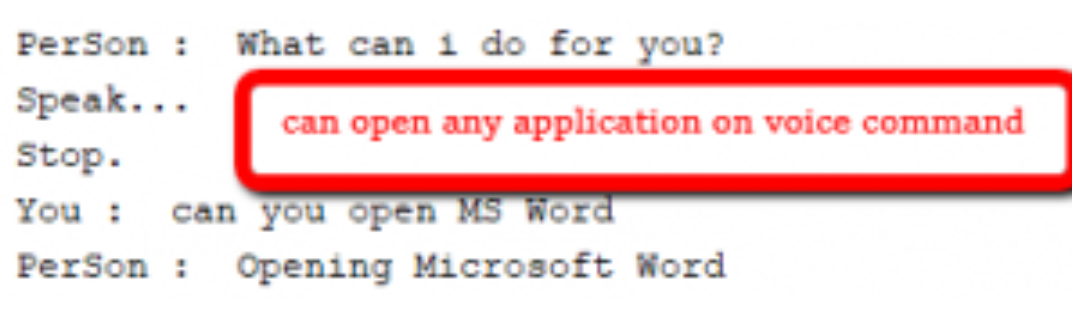 PerSon :  What can i do for you?
Speak...
can open any application on voice command
Stop.
You :  can you open MS Word
PerSon :  Opening Microsoft Word